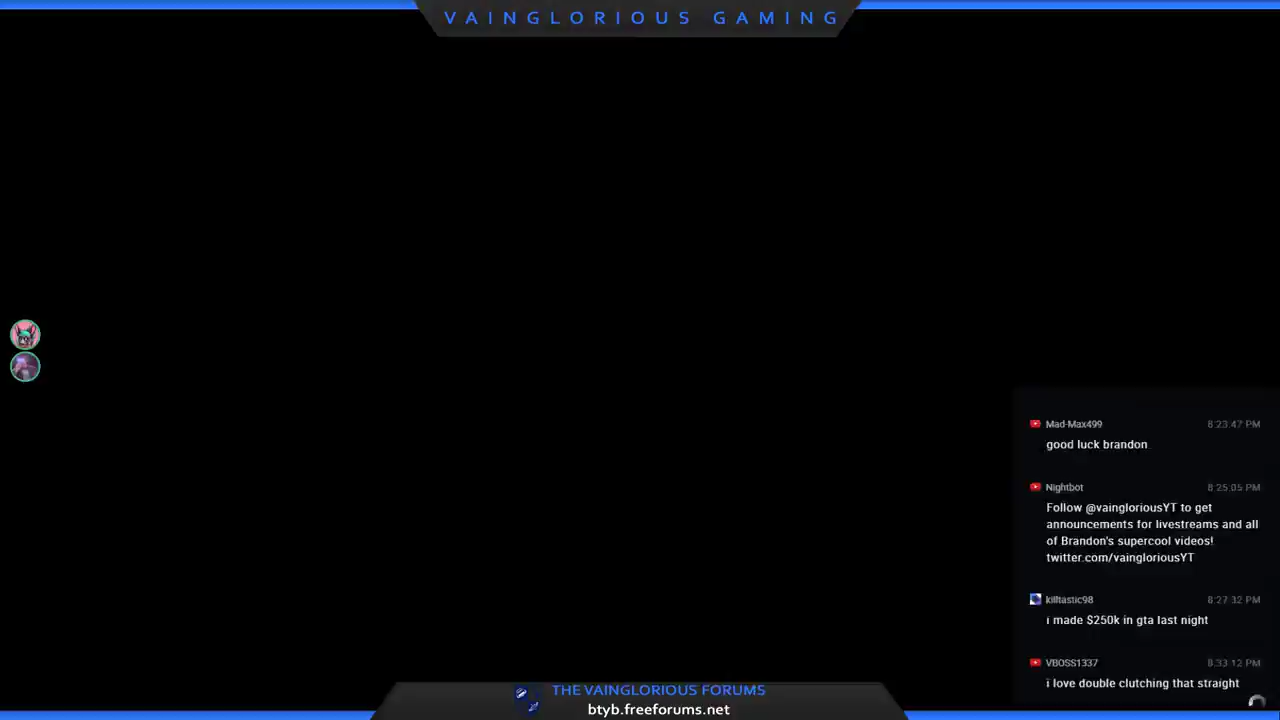 VAINGLORIOUS GAMING
Mad-Max499 8:23:47 PM
good luck brandon
Nightbot 8:25:05 PM
Follow @vaingloriousYT to get
announcements for livestreams and all
of Brandon's supercool videos!
twitter.com/vaingloriousYT
killtastic98 8:27:32 PM
i made $250k in gta last night
VBOSS1337 8:33:12 PM
i love double clutching that straight
THE VAINGLORIOUS FORUMS
btyb.freeforums.net